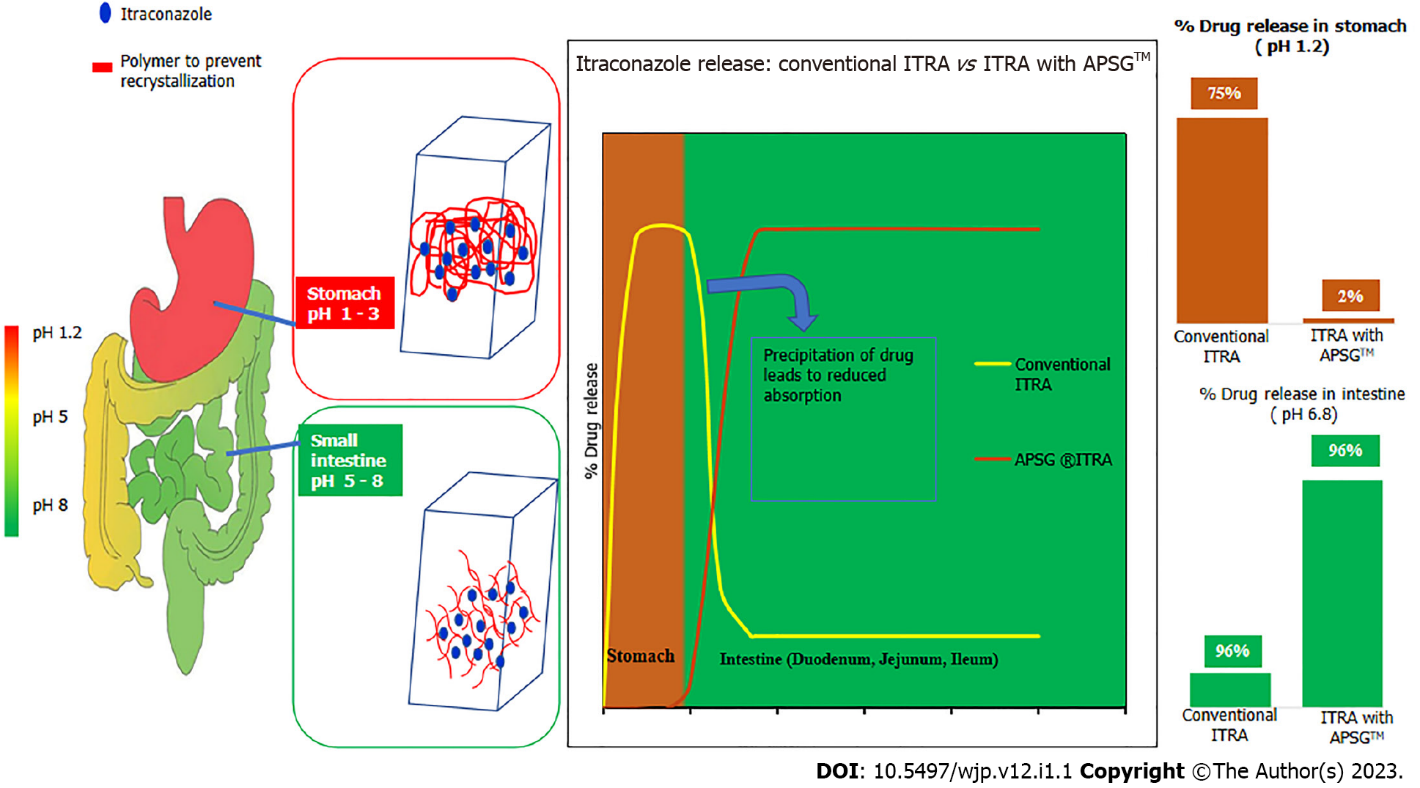 Itraconazole
Polymer to prevent
recrystallization
pH 1.2
pH 5
pH 8
Stomach
pH 1 - 3
Small
intestine
pH 5 - 8
Itraconazole release: conventional ITRA vs ITRA with APSG™
% Drug release
Precipitation of drug
leads to reduced
absorption
Conventional
ITRA
APSG ®ITRA
Stomach
Intestine (Duodenum, Jejunum, Ileum)
% Drug release in stomach
( pH 1.2)
75%
2%
Conventional
ITRA
ITRA with
APSG™
% Drug release in intestine
( pH 6.8)
96%
96%
Conventional
ITRA
ITRA with
APSG™
DOI: 10.5497/wjp.v12.i1.1 Copyright ©The Author(s) 2023.